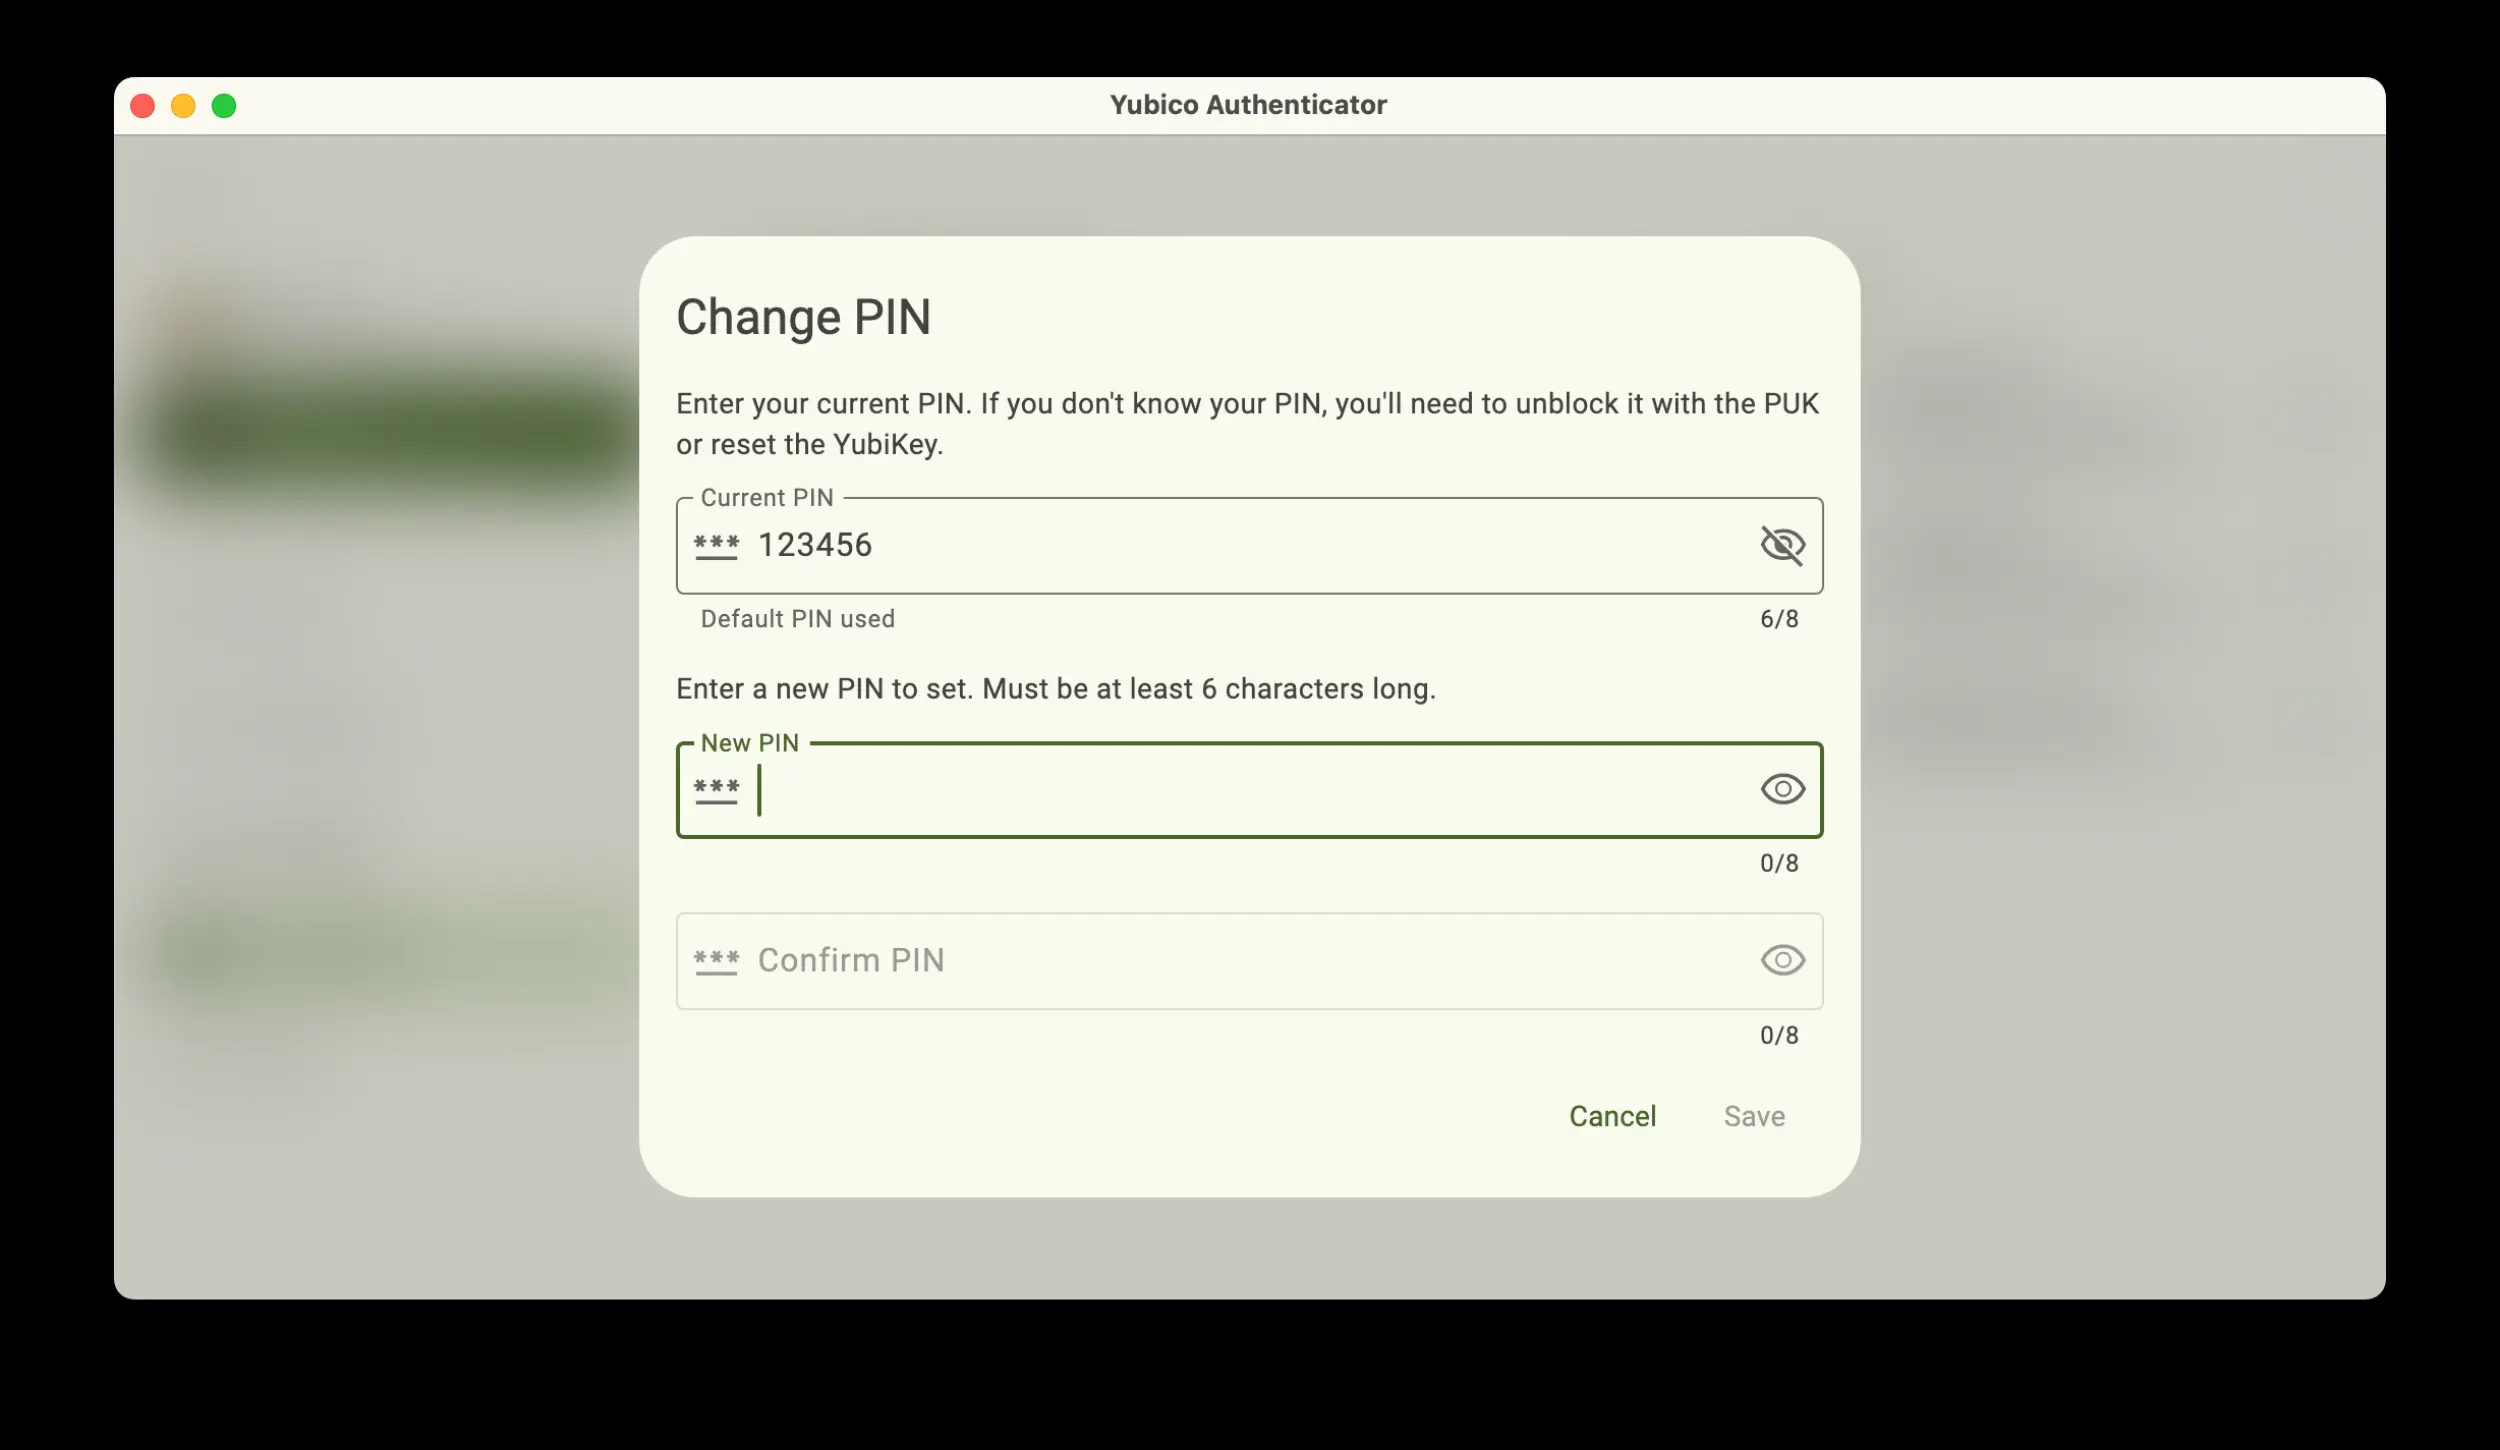 Yubico Authenticator
Change PIN
Enter your current PIN. If you don't know your PIN, you'll need to unblock it with the PUK
or reset the YubiKey.
Current PIN
*** 123456
Default PIN used 6/8
Enter a new PIN to set. Must be at least 6 characters long.
New PIN
***
0/8
*** Confirm PIN
0/8
Cancel Save